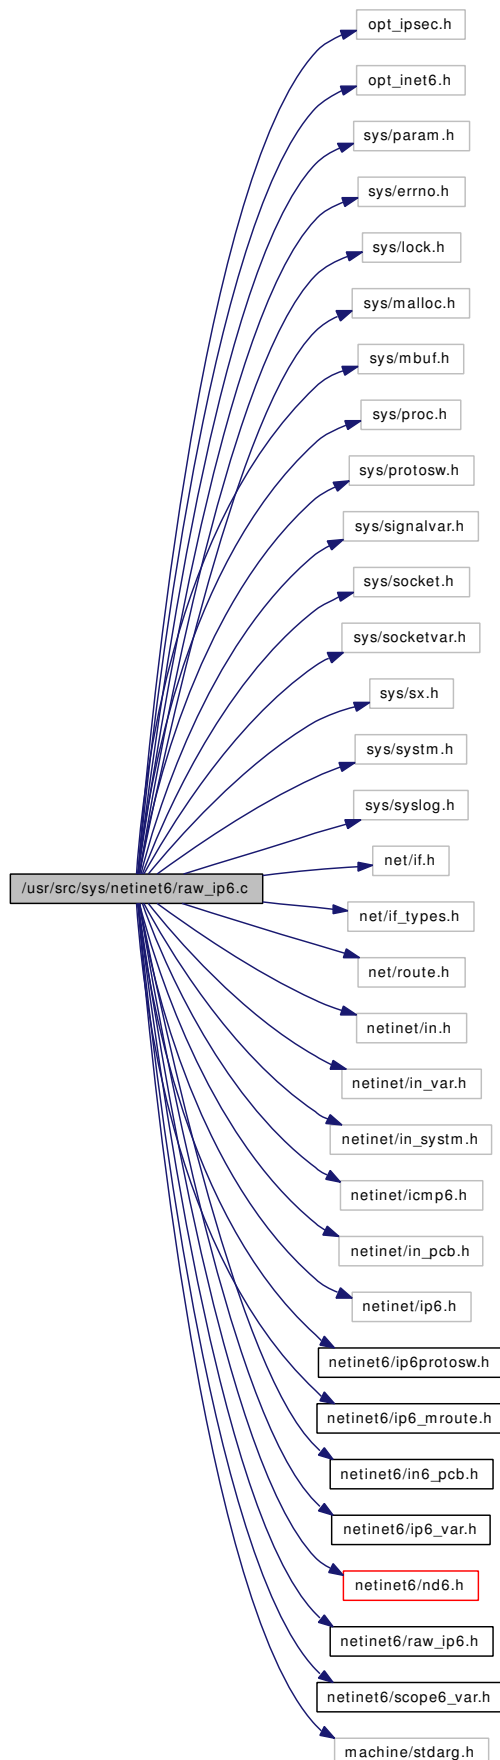 opt_ipsec.h
opt_inet6.h
sys/param.h
sys/errno.h
sys/lock.h
sys/malloc.h
sys/mbuf.h
sys/proc.h
sys/protosw.h
sys/signalvar.h
sys/socket.h
sys/socketvar.h
sys/sx.h
sys/systm.h
sys/syslog.h
net/if.h
/usr/src/sys/netinet6/raw_ip6.c
net/if_types.h
net/route.h
netinet/in.h
netinet/in_var.h
netinet/in_systm.h
netinet/icmp6.h
netinet/in_pcb.h
netinet/ip6.h
netinet6/ip6protosw.h
netinet6/ip6_mroute.h
netinet6/in6_pcb.h
netinet6/ip6_var.h
netinet6/nd6.h
netinet6/raw_ip6.h
netinet6/scope6_var.h
machine/stdarg.h